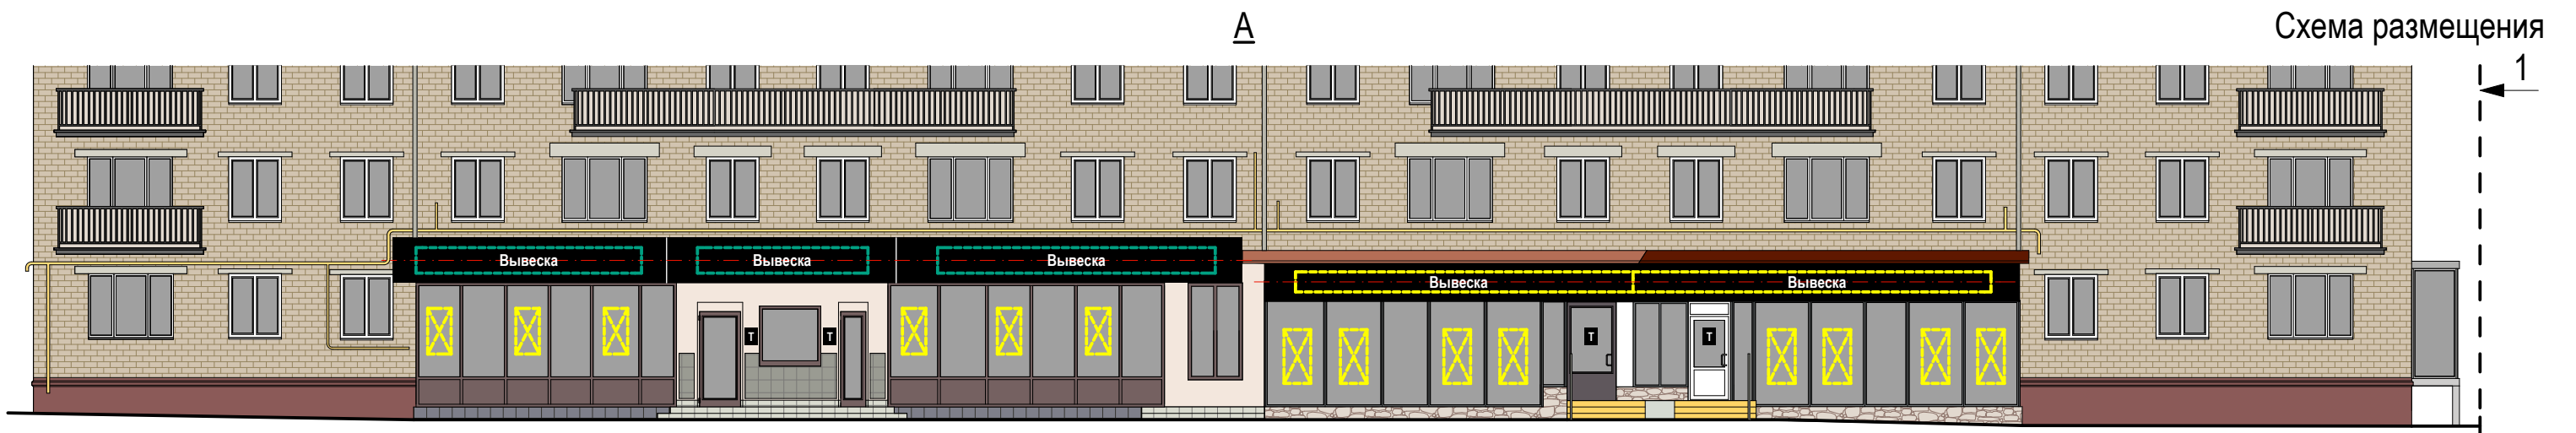 А
Схема размещения
1
Вывеска
Вывеска
Вывеска
Вывеска
Вывеска
Т
Т
Т
Т